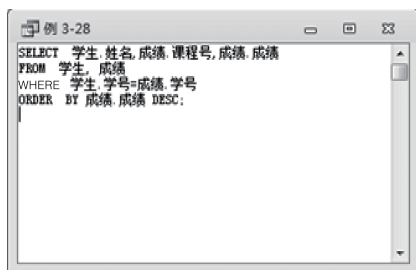 例 3-28
SELECT 学生.姓名,成绩.课程号,成绩.成绩
FROM 学生, 成绩
WHERE 学生.学号=成绩.学号
ORDER BY 成绩.成绩 DESC;